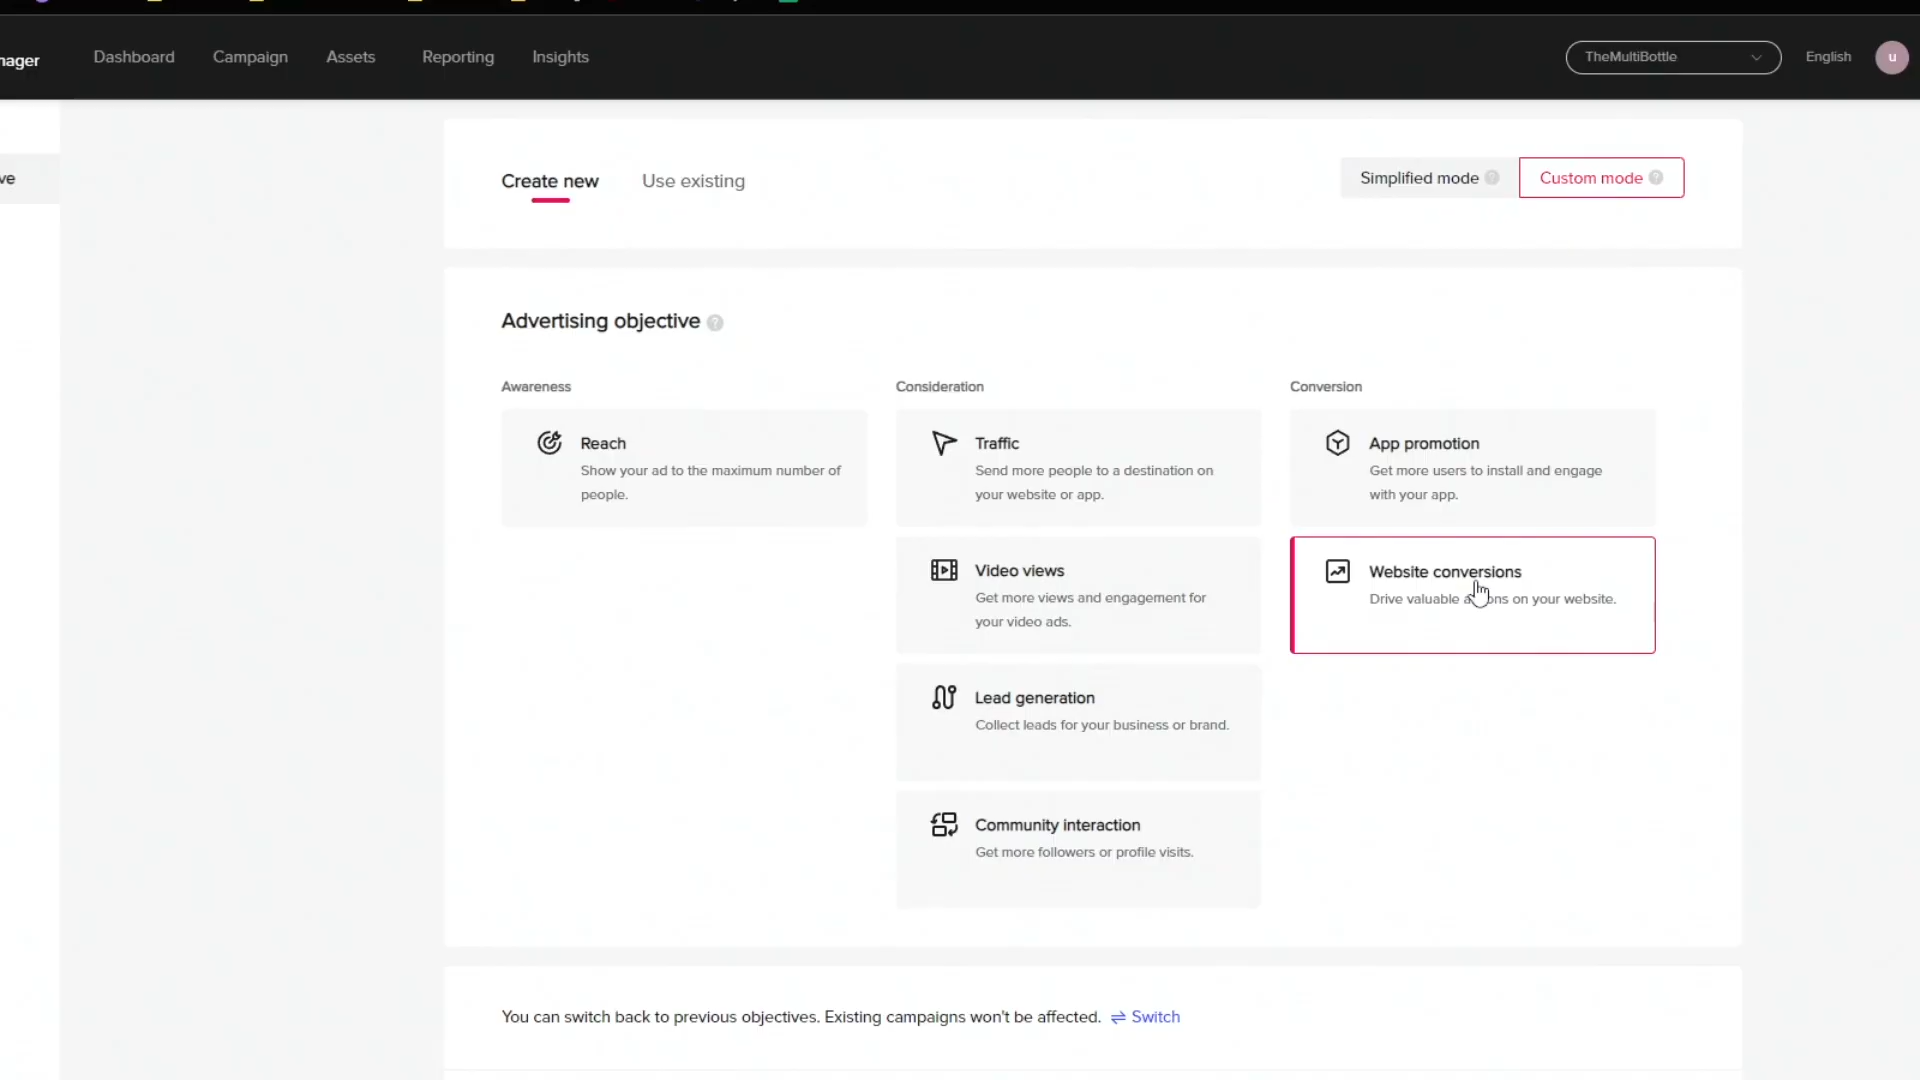 nager
Dashboard
Campaign
Assets
Reporting
Insights
TheMultiBottle
English
u
ve
Create new
Use existing
Simplified mode ?
Custom mode ?
Advertising objective ?
Awareness
Reach
Show your ad to the maximum number of
people.
Consideration
Traffic
Send more people to a destination on
your website or app.
Video views
Get more views and engagement for
your video ads.
Lead generation
Collect leads for your business or brand.
Community interaction
Get more followers or profile visits.
Conversion
App promotion
Get more users to install and engage
with your app.
Website conversions
Drive valuable on your website.
You can switch back to previous objectives. Existing campaigns won't be affected. ⇌ Switch